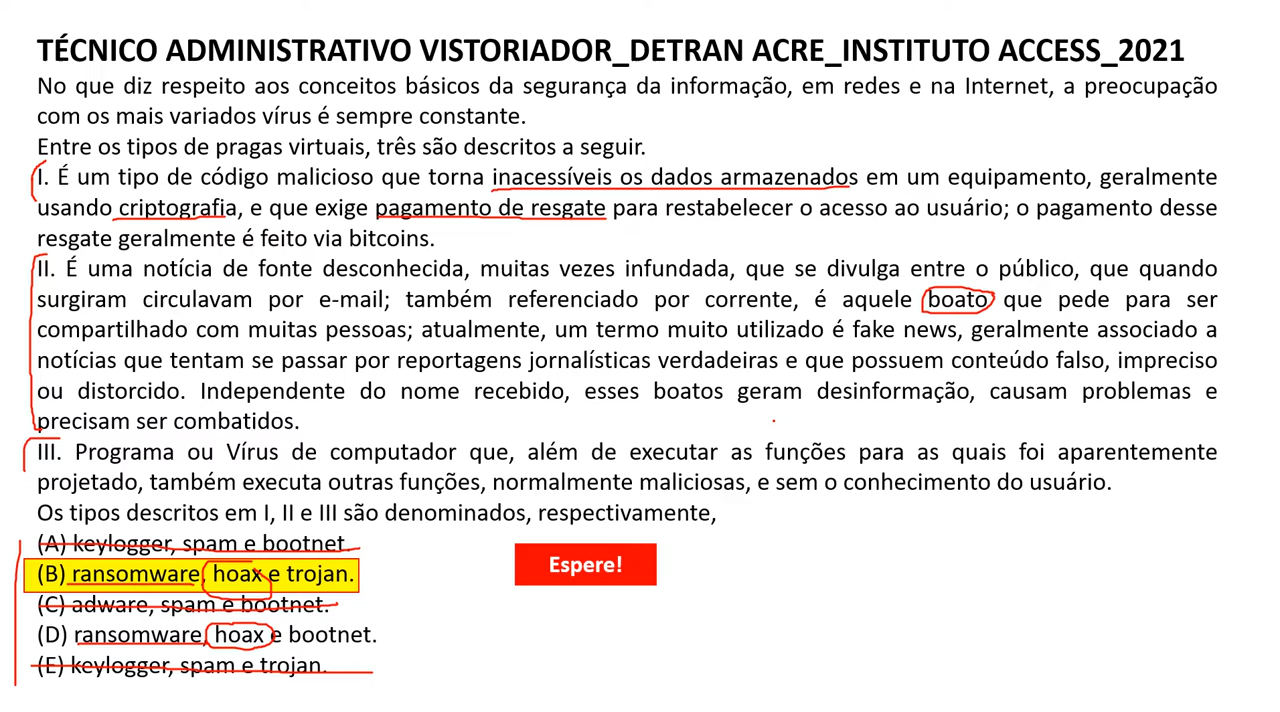 TÉCNICO ADMINISTRATIVO VISTORIADOR_DETRAN ACRE_INSTITUTO ACCESS_2021
No que diz respeito aos conceitos básicos da segurança da informação, em redes e na Internet, a preocupação
com os mais variados vírus é sempre constante.
Entre os tipos de pragas virtuais, três são descritos a seguir.
I. É um tipo de código malicioso que torna inacessíveis os dados armazenados em um equipamento, geralmente
usando criptografia, e que exige pagamento de resgate para restabelecer o acesso ao usuário; o pagamento desse
resgate geralmente é feito via bitcoins.
II. É uma notícia de fonte desconhecida, muitas vezes infundada, que se divulga entre o público, que quando
surgiram circulavam por e-mail; também referenciado por corrente, é aquele boato que pede para ser
compartilhado com muitas pessoas; atualmente, um termo muito utilizado é fake news, geralmente associado a
notícias que tentam se passar por reportagens jornalísticas verdadeiras e que possuem conteúdo falso, impreciso
ou distorcido. Independente do nome recebido, esses boatos geram desinformação, causam problemas e
precisam ser combatidos.
III. Programa ou Vírus de computador que, além de executar as funções para as quais foi aparentemente
projetado, também executa outras funções, normalmente maliciosas, e sem o conhecimento do usuário.
Os tipos descritos em I, II e III são denominados, respectivamente,
(A) keylogger, spam e bootnet.
(B) ransomware, hoax e trojan.
Espere!
(C) adware, spam e bootnet.
(D) ransomware, hoax e bootnet.
(E) keylogger, spam e trojan.